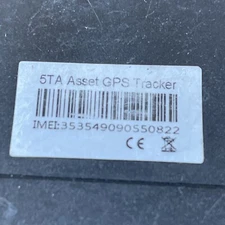 5TA Asset GPS Tracker
IMEI:353549090550822
CE